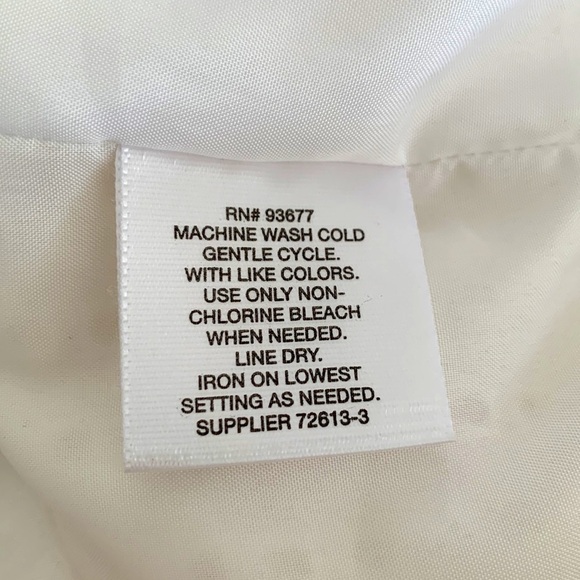 RN# 93677
MACHINE WASH COLD
GENTLE CYCLE.
WITH LIKE COLORS.
USE ONLY NON-
CHLORINE BLEACH
WHEN NEEDED.
LINE DRY.
IRON ON LOWEST
SETTING AS NEEDED.
SUPPLIER 72613-3